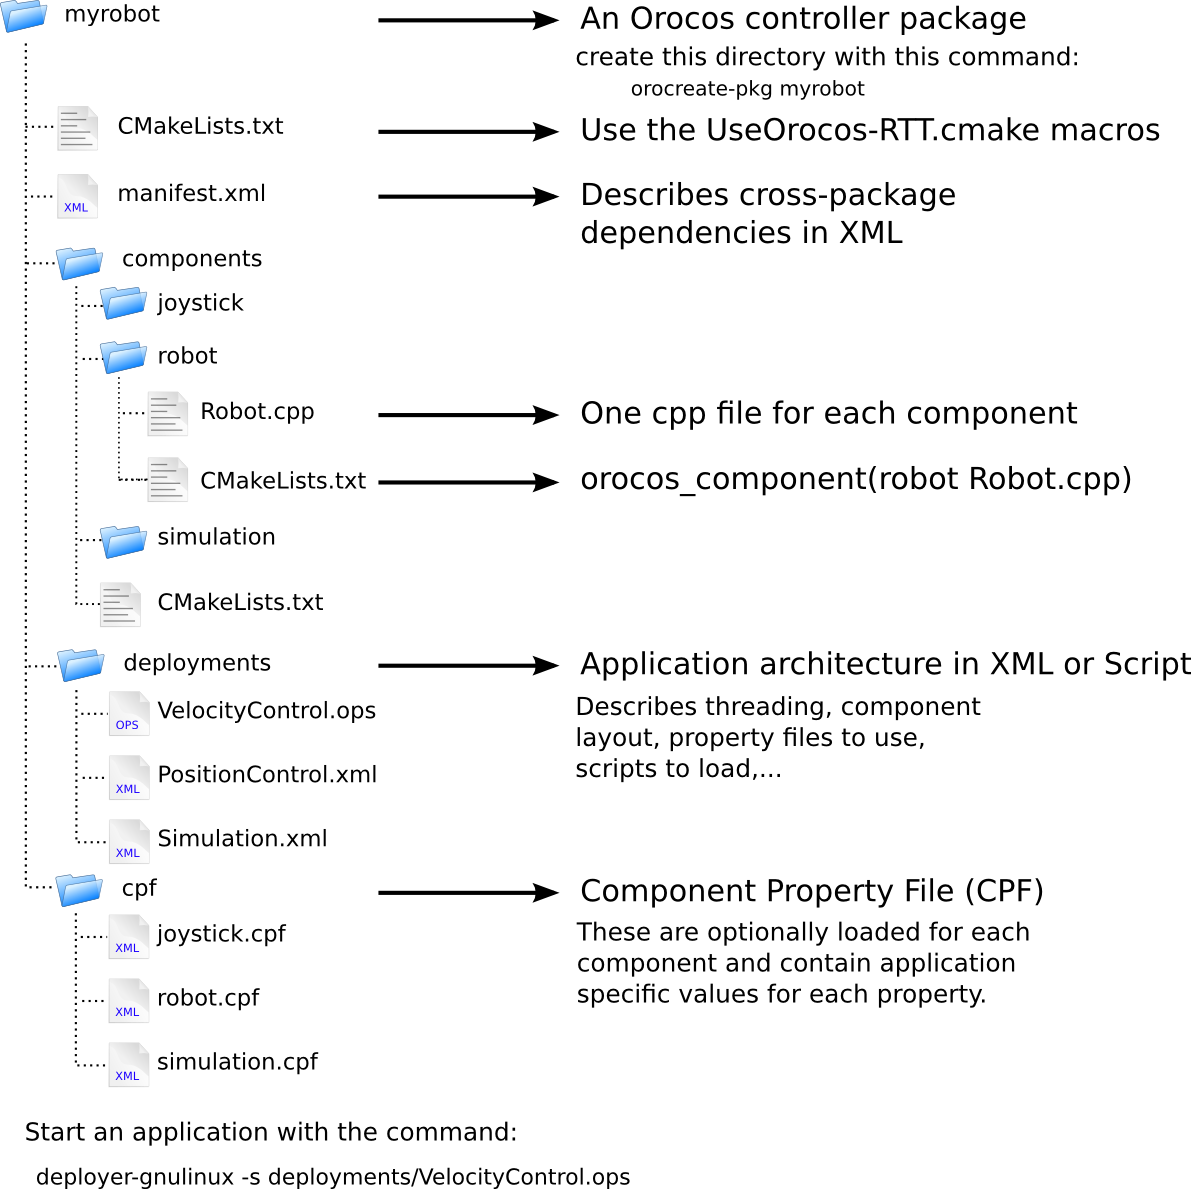 myrobot
An Orocos controller package
create this directory with this command:
orocreate-pkg myrobot
CMakeLists.txt
Use the UseOrocos-RTT.cmake macros
manifest.xml
XML
Describes cross-package
dependencies in XML
components
joystick
robot
Robot.cpp
One cpp file for each component
CMakeLists.txt
orocos_component(robot Robot.cpp)
simulation
CMakeLists.txt
deployments
Application architecture in XML or Script
Describes threading, component
layout, property files to use,
scripts to load,...
VelocityControl.ops
OPS
PositionControl.xml
XML
Simulation.xml
XML
cpf
Component Property File (CPF)
These are optionally loaded for each
component and contain application
specific values for each property.
joystick.cpf
XML
robot.cpf
XML
simulation.cpf
XML
Start an application with the command:
deployer-gnulinux -s deployments/VelocityControl.ops